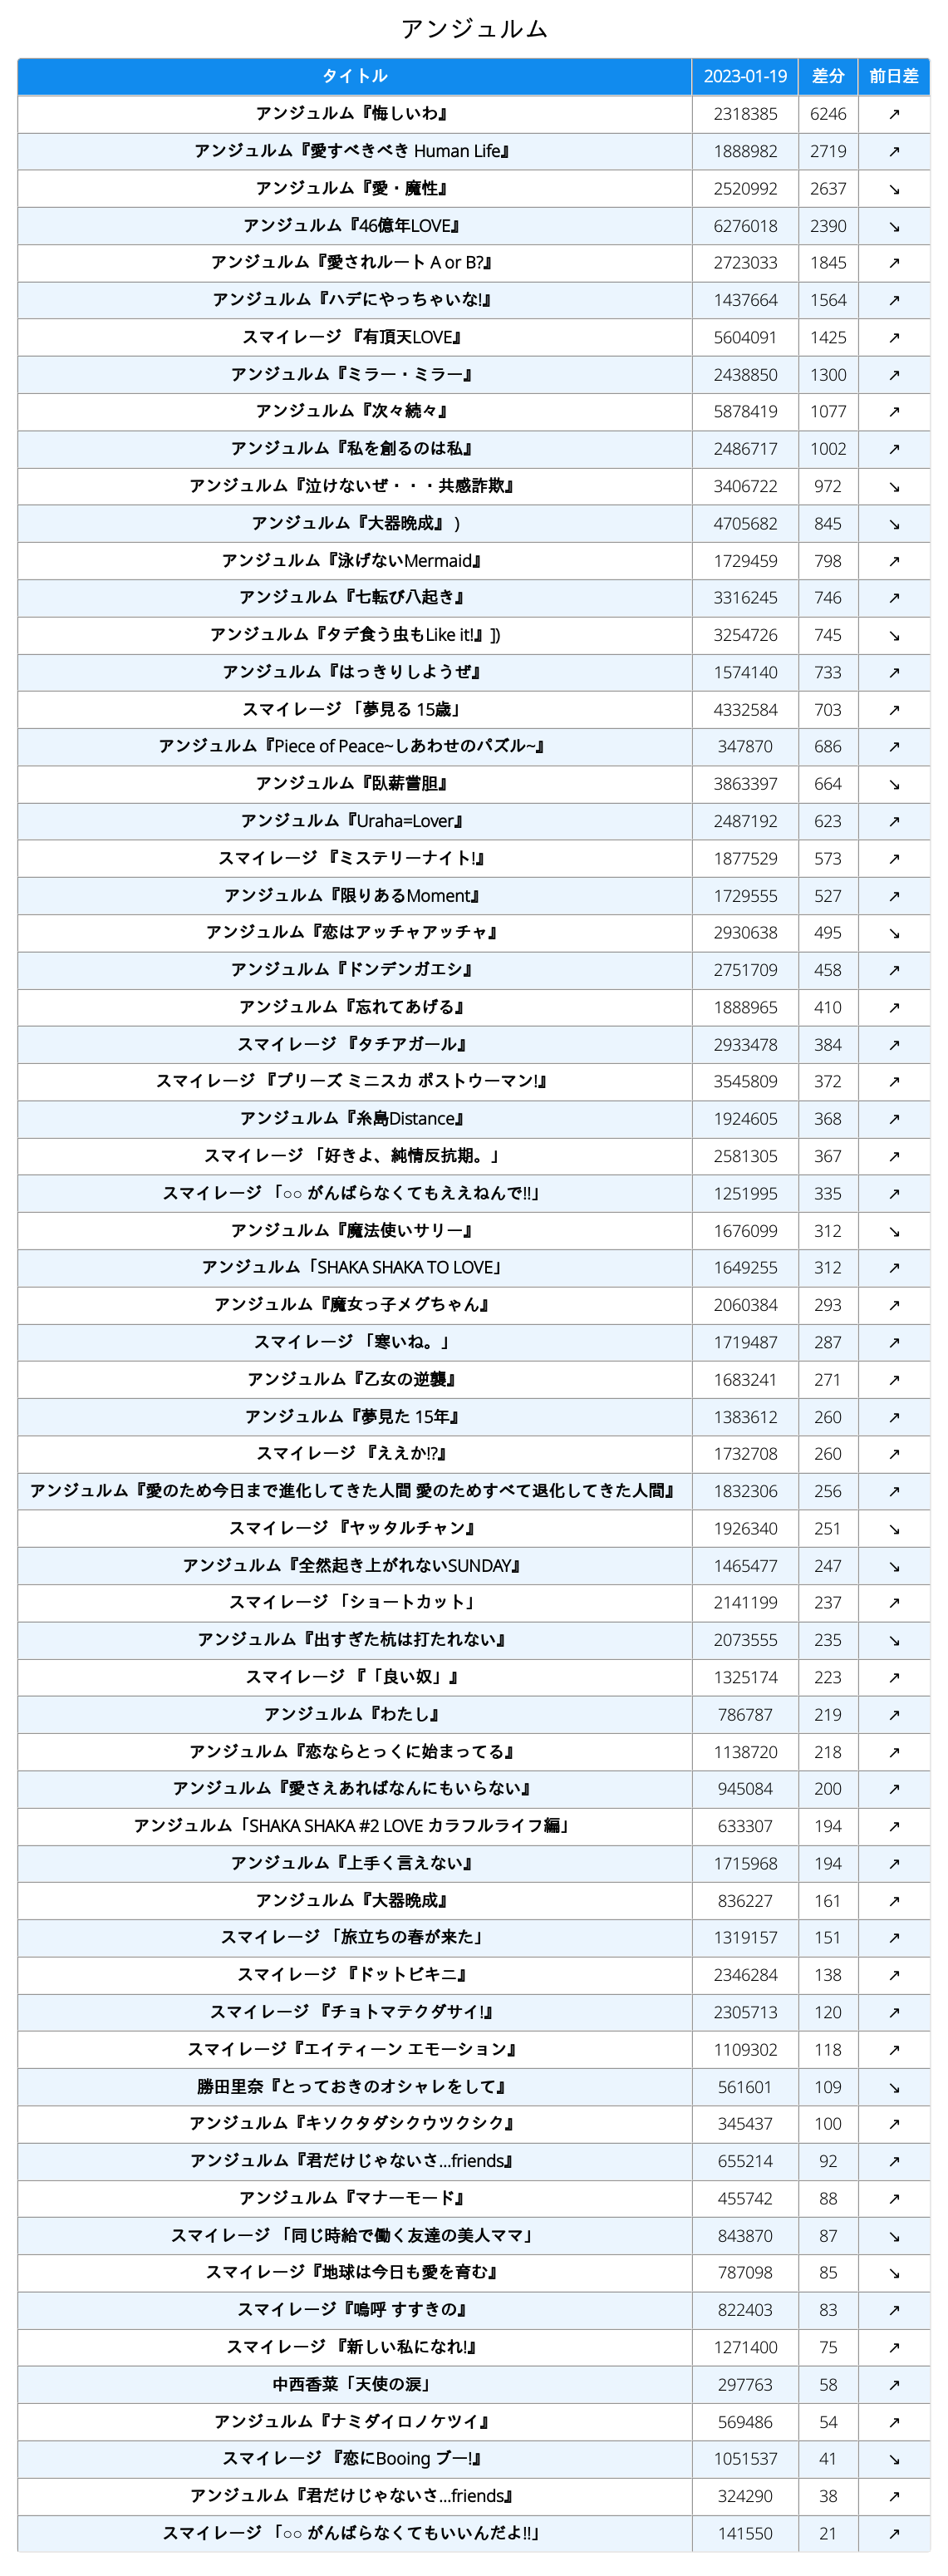 アンジュルム
タイトル 2023-01-19 差分 前日差
アンジュルム『悔しいわ』 2318385 6246 ↗
アンジュルム『愛すべきべき Human Life』 1888982 2719 ↗
アンジュルム『愛・魔性』 2520992 2637 ↘
アンジュルム『46億年LOVE』 6276018 2390 ↘
アンジュルム『愛されルート A or B?』 2723033 1845 ↗
アンジュルム『ハデにやっちゃいな!』 1437664 1564 ↗
スマイレージ 『有頂天LOVE』 5604091 1425 ↗
アンジュルム『ミラー・ミラー』 2438850 1300 ↗
アンジュルム『次々続々』 5878419 1077 ↗
アンジュルム『私を創るのは私』 2486717 1002 ↗
アンジュルム『泣けないぜ・・・共感詐欺』 3406722 972 ↘
アンジュルム『大器晩成』 ) 4705682 845 ↘
アンジュルム『泳げないMermaid』 1729459 798 ↗
アンジュルム『七転び八起き』 3316245 746 ↗
アンジュルム『タデ食う虫もLike it!』]) 3254726 745 ↘
アンジュルム『はっきりしようぜ』 1574140 733 ↗
スマイレージ 「夢見る 15歳」 4332584 703 ↗
アンジュルム『Piece of Peace~しあわせのパズル~』 347870 686 ↗
アンジュルム『臥薪嘗胆』 3863397 664 ↘
アンジュルム『Uraha=Lover』 2487192 623 ↗
スマイレージ 『ミステリーナイト!』 1877529 573 ↗
アンジュルム『限りあるMoment』 1729555 527 ↗
アンジュルム『恋はアッチャアッチャ』 2930638 495 ↘
アンジュルム『ドンデンガエシ』 2751709 458 ↗
アンジュルム『忘れてあげる』 1888965 410 ↗
スマイレージ 『タチアガール』 2933478 384 ↗
スマイレージ 『プリーズ ミニスカ ポストウーマン!』 3545809 372 ↗
アンジュルム『糸島Distance』 1924605 368 ↗
スマイレージ 「好きよ、純情反抗期。」 2581305 367 ↗
スマイレージ 「○○ がんばらなくてもええねんで!!」 1251995 335 ↗
アンジュルム『魔法使いサリー』 1676099 312 ↘
アンジュルム「SHAKA SHAKA TO LOVE」 1649255 312 ↗
アンジュルム『魔女っ子メグちゃん』 2060384 293 ↗
スマイレージ 「寒いね。」 1719487 287 ↗
アンジュルム『乙女の逆襲』 1683241 271 ↗
アンジュルム『夢見た 15年』 1383612 260 ↗
スマイレージ 『ええか!?』 1732708 260 ↗
アンジュルム『愛のため今日まで進化してきた人間 愛のためすべて退化してきた人間』 1832306 256 ↗
スマイレージ 『ヤッタルチャン』 1926340 251 ↘
アンジュルム『全然起き上がれないSUNDAY』 1465477 247 ↘
スマイレージ 「ショートカット」 2141199 237 ↗
アンジュルム『出すぎた杭は打たれない』 2073555 235 ↘
スマイレージ 『「良い奴」』 1325174 223 ↗
アンジュルム『わたし』 786787 219 ↗
アンジュルム『恋ならとっくに始まってる』 1138720 218 ↗
アンジュルム『愛さえあればなんにもいらない』 945084 200 ↗
アンジュルム「SHAKA SHAKA #2 LOVE カラフルライフ編」 633307 194 ↗
アンジュルム『上手く言えない』 1715968 194 ↗
アンジュルム『大器晩成』 836227 161 ↗
スマイレージ 「旅立ちの春が来た」 1319157 151 ↗
スマイレージ 『ドットビキニ』 2346284 138 ↗
スマイレージ 『チョトマテクダサイ!』 2305713 120 ↗
スマイレージ『エイティーン エモーション』 1109302 118 ↗
勝田里奈『とっておきのオシャレをして』 561601 109 ↘
アンジュルム『キソクタダシクウツクシク』 345437 100 ↗
アンジュルム『君だけじゃないさ...friends』 655214 92 ↗
アンジュルム『マナーモード』 455742 88 ↗
スマイレージ 「同じ時給で働く友達の美人ママ」 843870 87 ↘
スマイレージ『地球は今日も愛を育む』 787098 85 ↘
スマイレージ『嗚呼 すすきの』 822403 83 ↗
スマイレージ 『新しい私になれ!』 1271400 75 ↗
中西香菜「天使の涙」 297763 58 ↗
アンジュルム『ナミダイロノケツイ』 569486 54 ↗
スマイレージ 『恋にBooing ブー!』 1051537 41 ↘
アンジュルム『君だけじゃないさ...friends』 324290 38 ↗
スマイレージ 「○○ がんばらなくてもいいんだよ!!」 141550 21 ↗